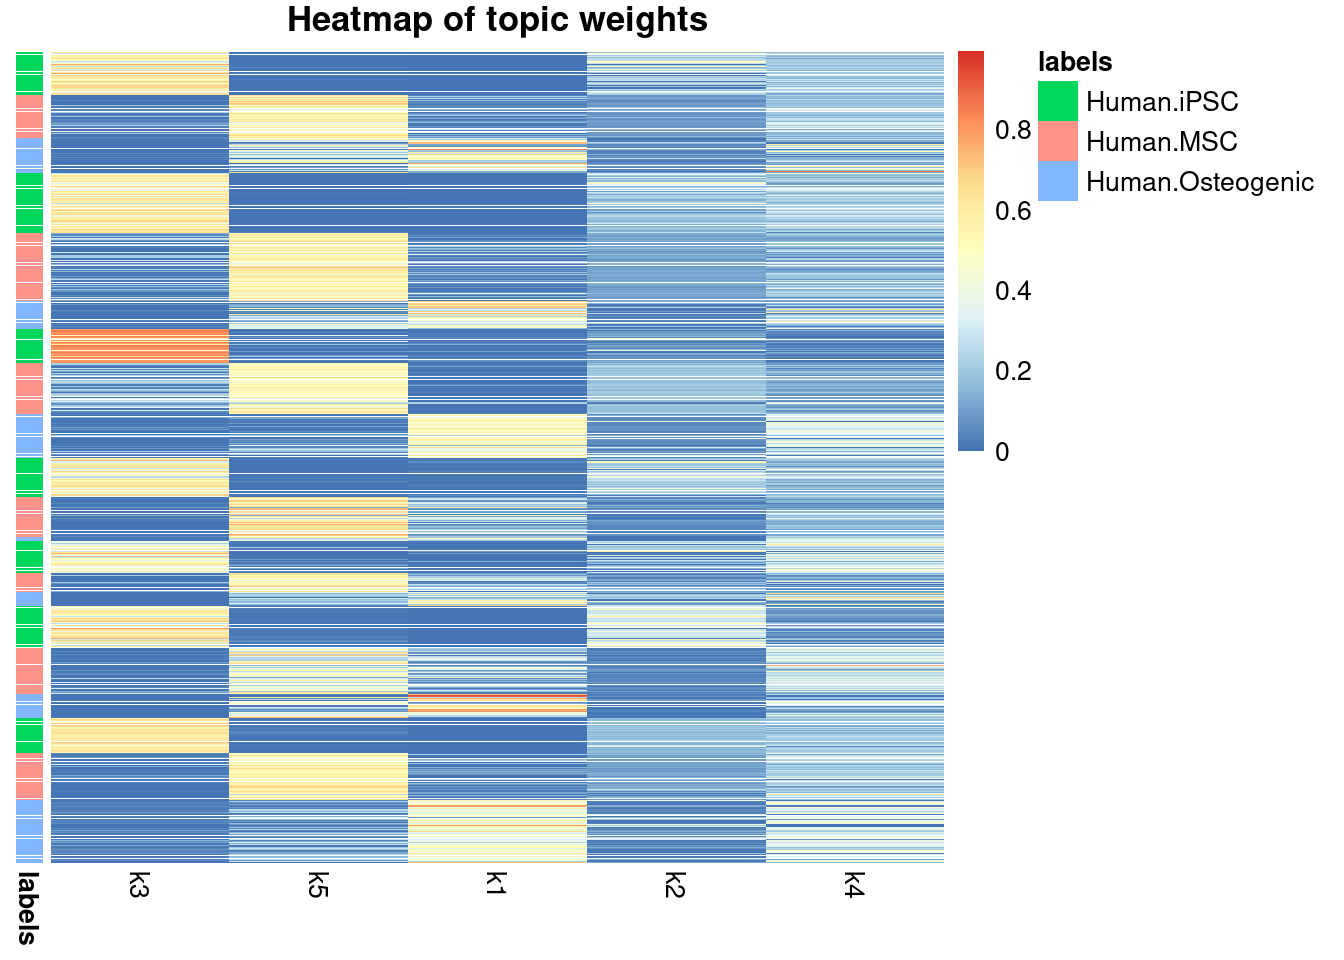 Heatmap of topic weights
labels
Human.iPSC
Human.MSC
Human.Osteogenic
0.8
0.6
0.4
0.2
0
labels
k3
k5
k1
k2
k4